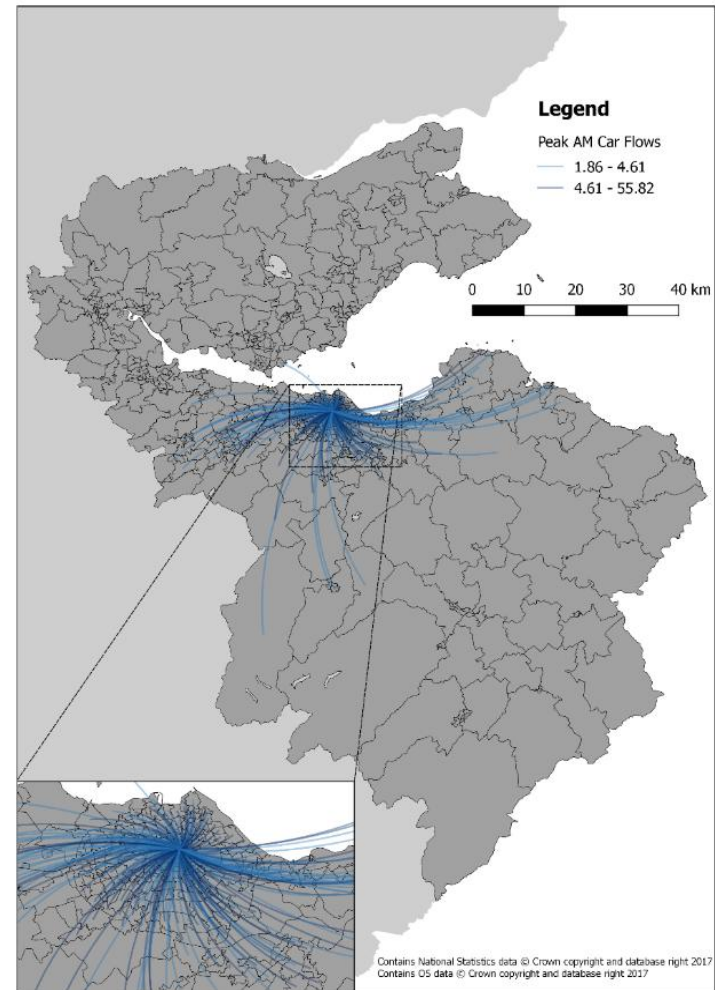 Legend
Peak AM Car Flows
1.86 - 4.61
4.61 - 55.82
0 10 20 30 40 km
Contains National Statistics data © Crown copyright and database right 2017
Contains OS data © Crown copyright and database right 2017